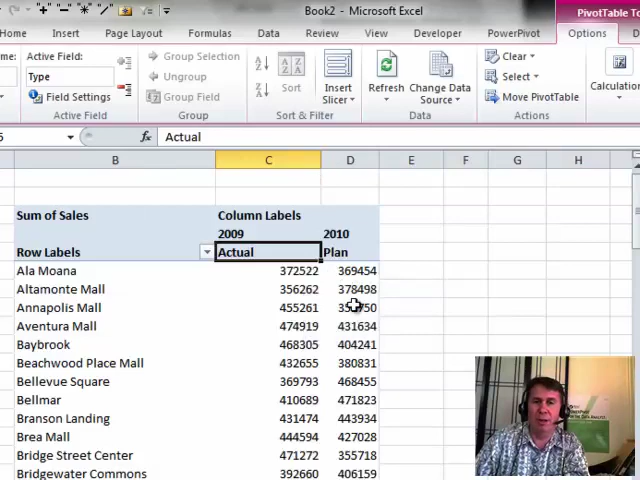 Book2 - Microsoft Excel
PivotTable To
Insert Page Layout Formulas Data Review View Developer PowerPivot Options
Active Field:
Type
Field Settings
Group Selection
Ungroup
Group Field
Group
Sort
Insert Slicer
Sort & Filter
Refresh
Change Data Source
Data
Clear
Select
Move PivotTable
Actions
Calculation
Active Field
fx Actual
B C D E F G H
Sum of Sales Column Labels
2009 2010
Row Labels Actual Plan
Ala Moana 372522 369454
Altamonte Mall 356262 378498
Annapolis Mall 455261
Aventura Mall 474919 431634
Baybrook 468305 404241
Beachwood Place Mall 432655 380831
Bellevue Square 369793 468455
Bellmar 410689 471823
Branson Landing 431474 443934
Brea Mall 444594 427028
Bridge Street Center 471272 355718
Bridgewater Commons 392660 406159